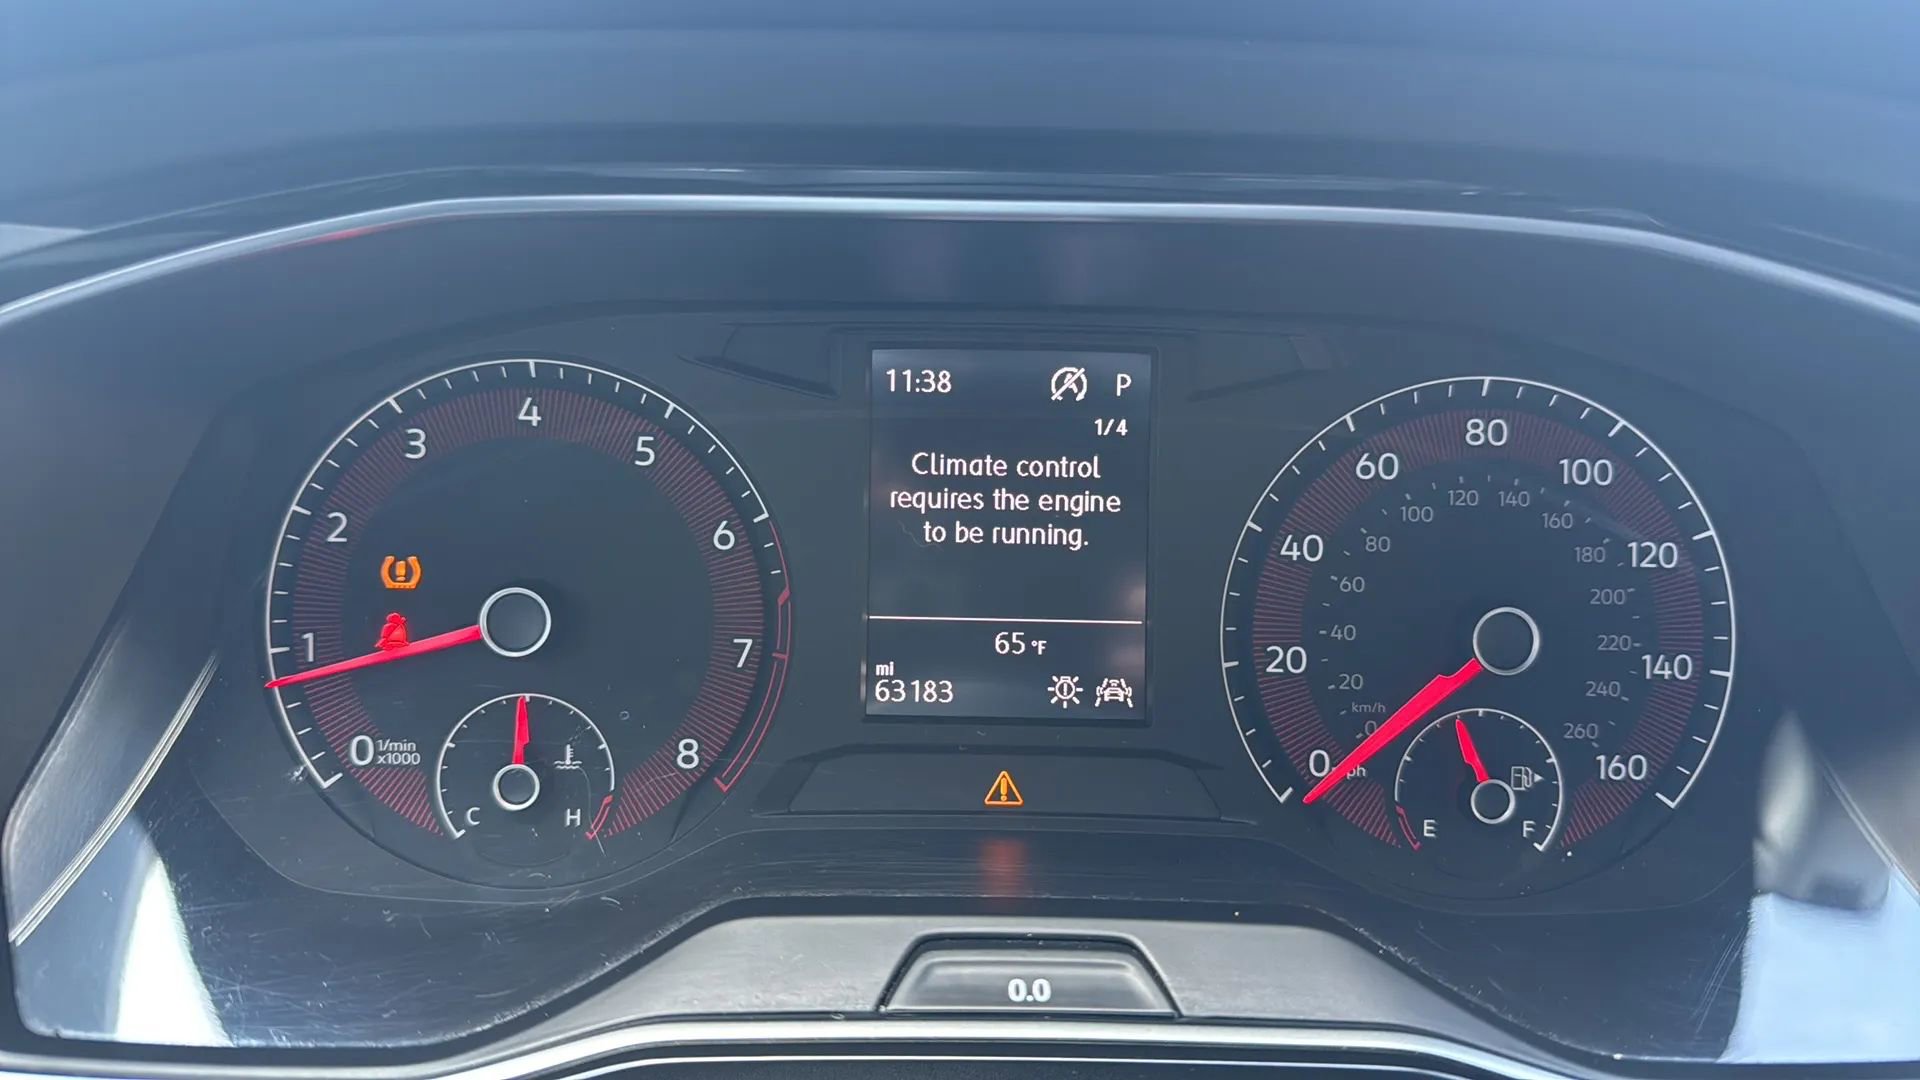 11:38 P
1/4
Climate control
requires the engine
to be running.
65 °F
mi
63183
0 1 2 3 4 5 6 7 8
1/min
x1000
C H
0 20 40 60 80 100 120 140 160
20 40 60 80 100 120 140 160 180 200 220 240 260
km/h
0
ph
E F
0.0